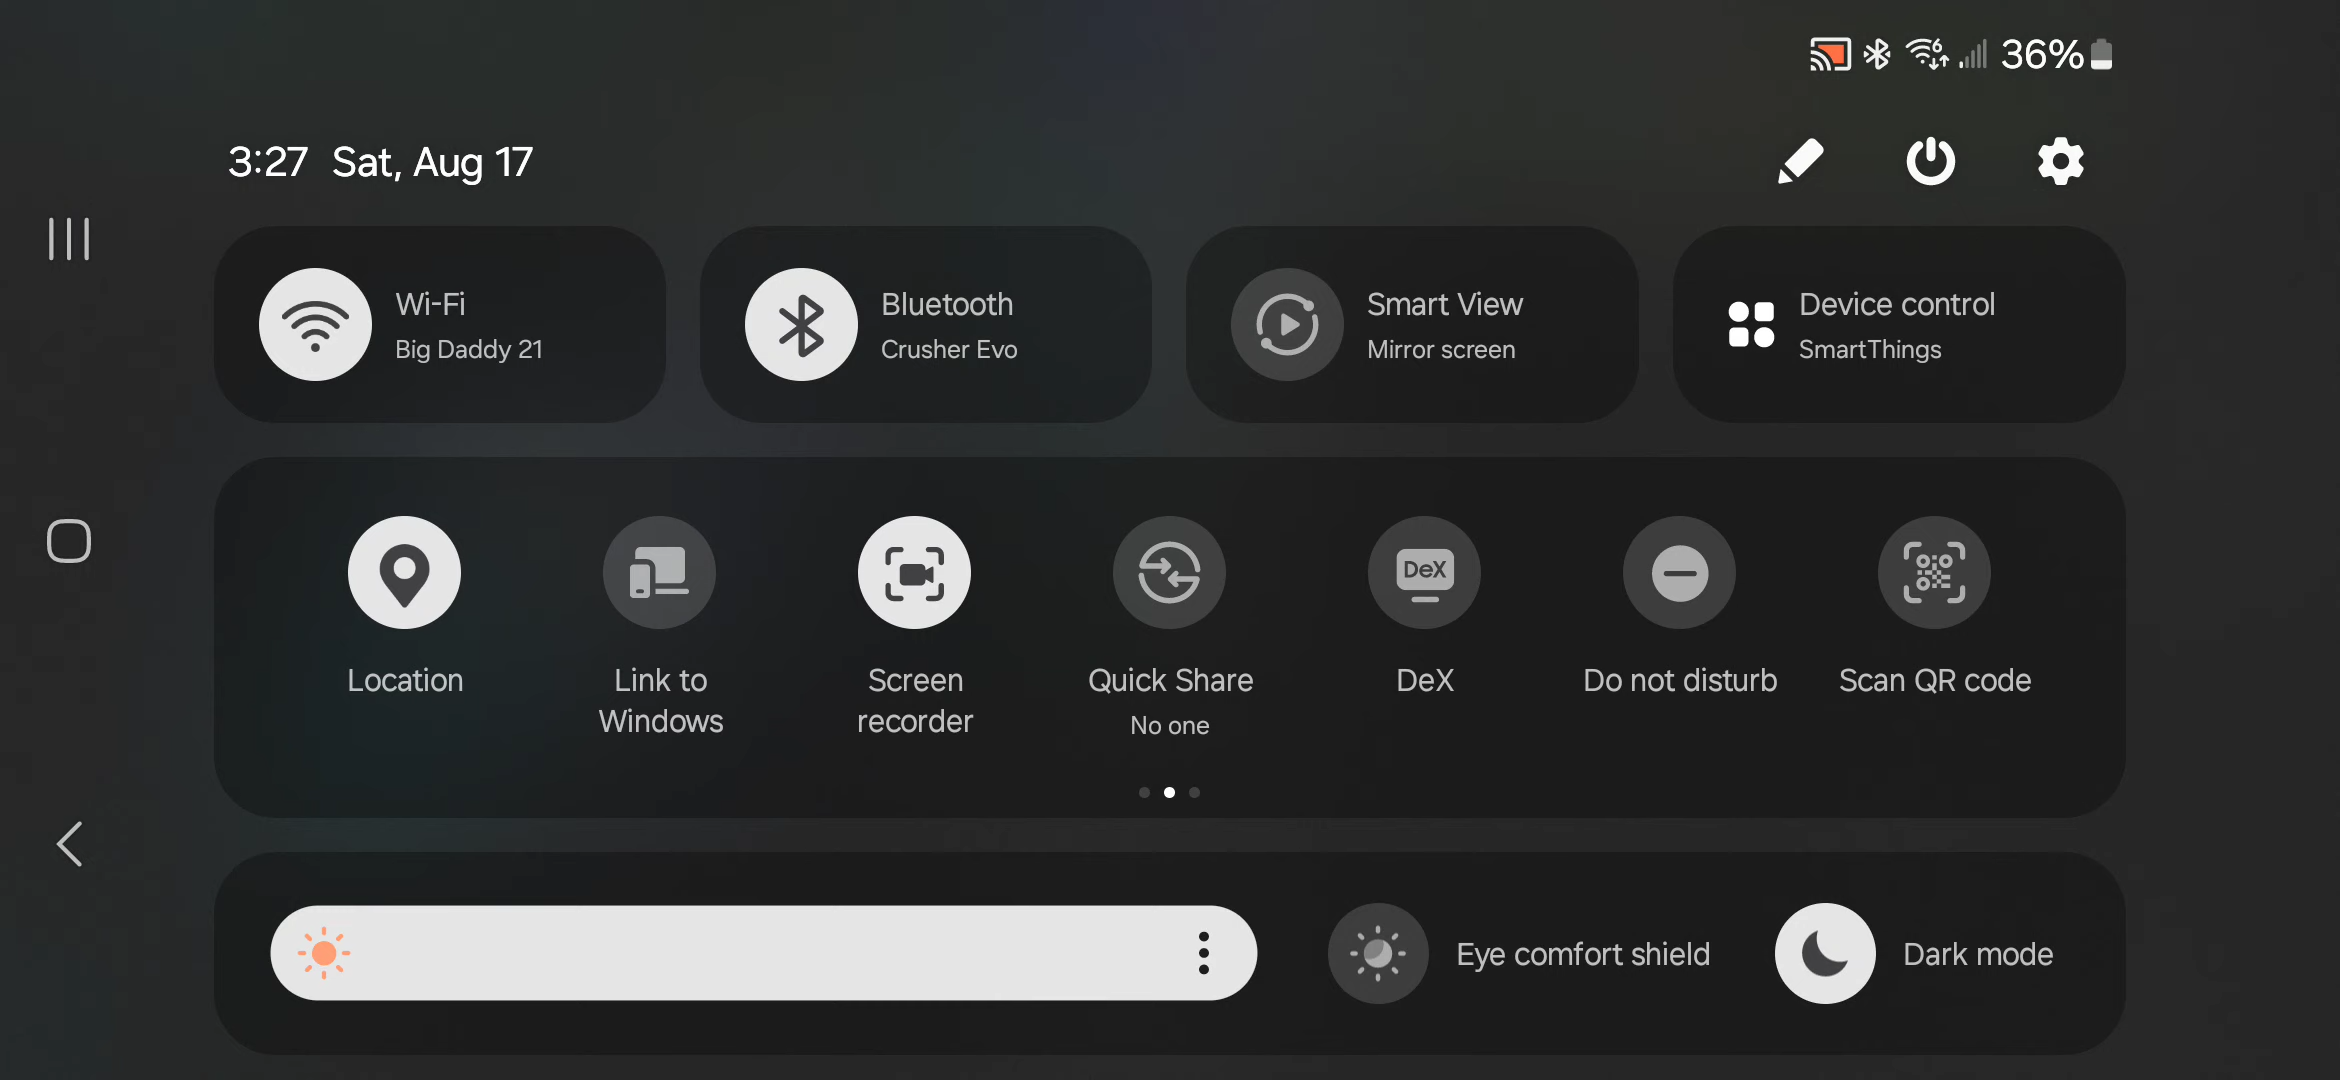 36%
3:27 Sat, Aug 17
Wi-Fi
Big Daddy 21
Bluetooth
Crusher Evo
Smart View
Mirror screen
Device control
SmartThings
Location
Link to
Windows
Screen
recorder
Quick Share
No one
DeX
DeX
Do not disturb
Scan QR code
Eye comfort shield
Dark mode